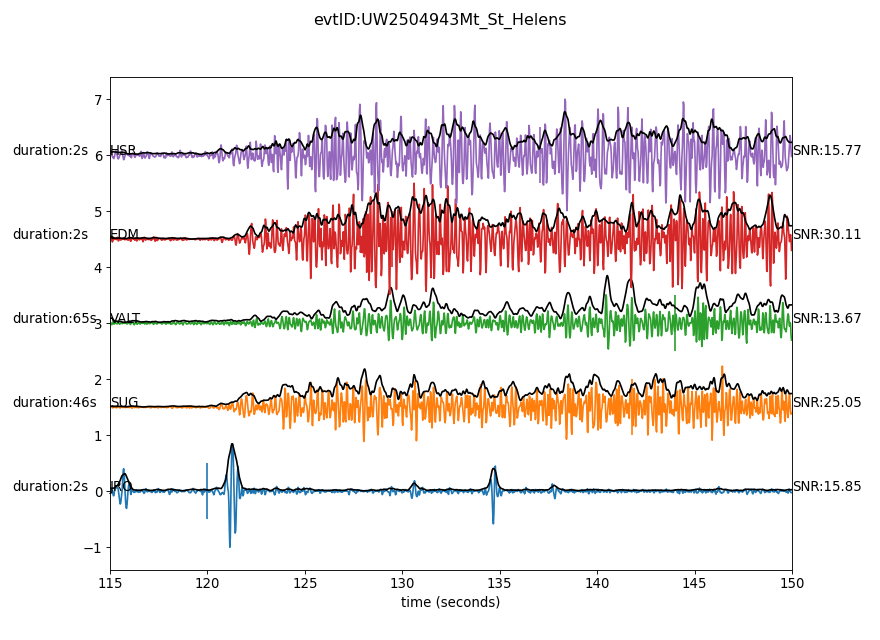 evtID:UW2504943Mt_St_Helens
7
duration:2s HSR SNR:15.77
6
5
duration:2s EDM SNR:30.11
4
duration:65s VALT SNR:13.67
3
2
duration:46s SUG SNR:25.05
1
duration:2s SNR:15.85
0
−1
115 120 125 130 135 140 145 150
time (seconds)